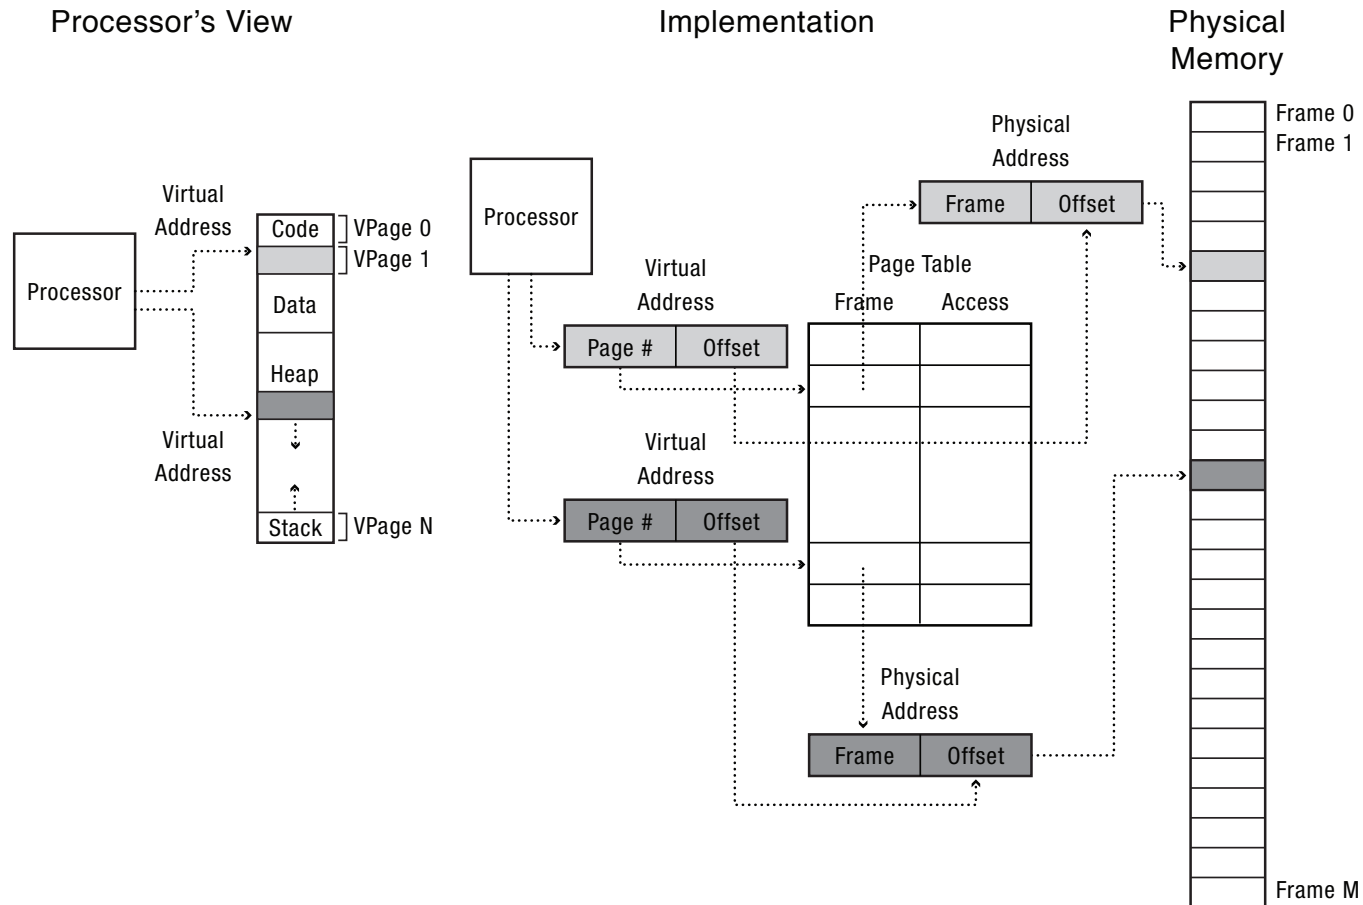 Processor's View
Implementation
Physical
Memory
Processor
Virtual
Address
Virtual
Address
Code
Data
Heap
Stack
VPage 0
VPage 1
VPage N
Processor
Virtual
Address
Page #
Offset
Virtual
Address
Page #
Offset
Page Table
Frame
Access
Physical
Address
Frame
Offset
Physical
Address
Frame
Offset
Frame 0
Frame 1
Frame M